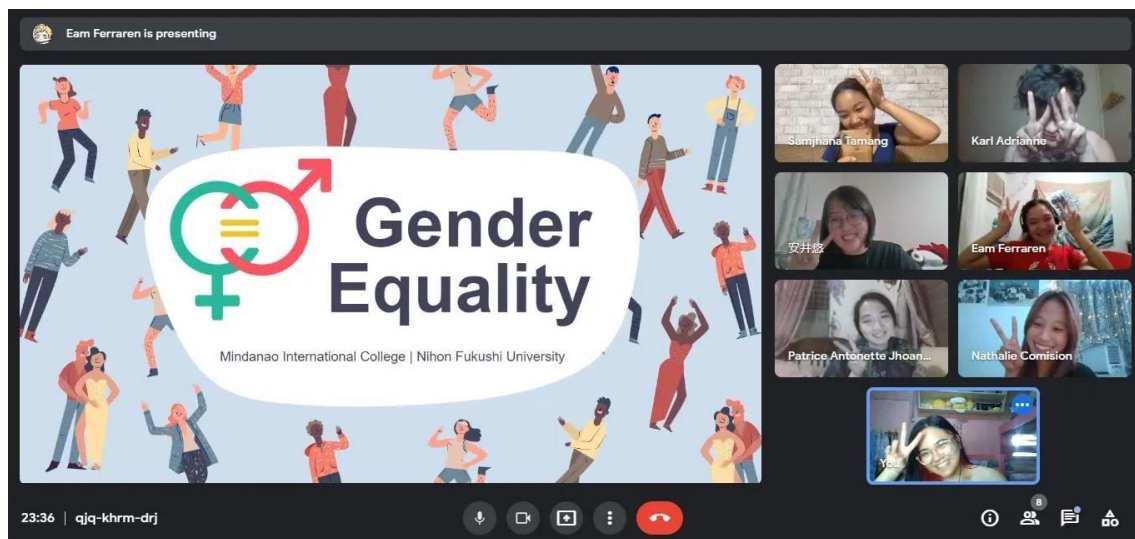 Eam Ferraren is presenting
Gender
Equality
Mindanao International College | Nihon Fukushi University
Samjhana Tamang
Karl Adrianne
安井悠
Eam Ferraren
Patrice Antonette Jhoan...
Nathalie Comision
You
23:36 | qjq-khrm-drj
8